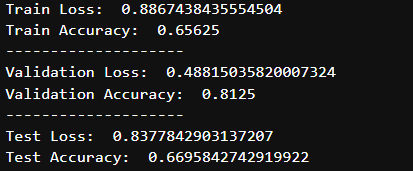 Train Loss:  0.8867438435554504
Train Accuracy:  0.65625
--------------------
Validation Loss:  0.48815035820007324
Validation Accuracy:  0.8125
--------------------
Test Loss:  0.8377842903137207
Test Accuracy:  0.6695842742919922